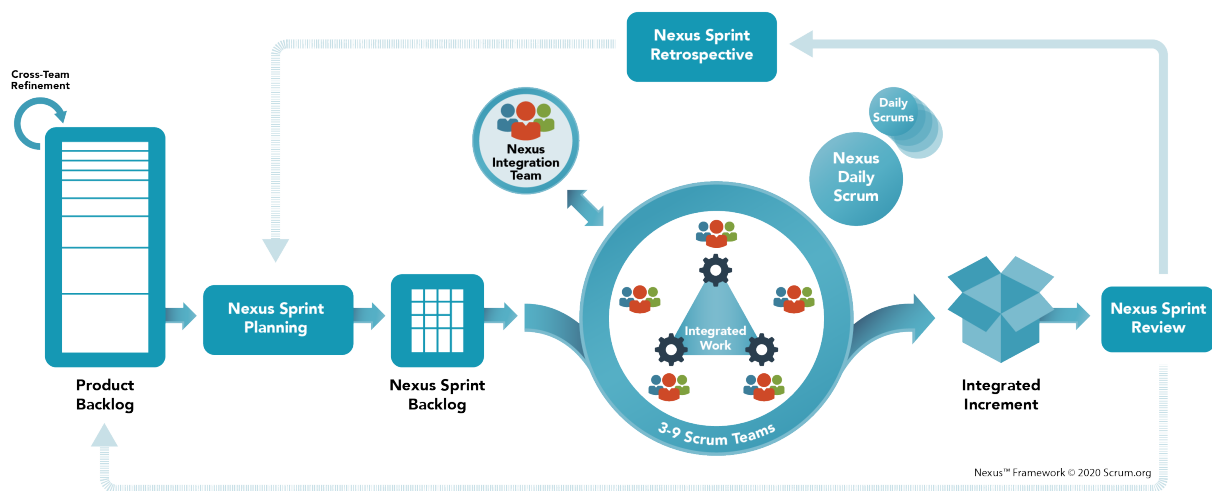 Nexus Sprint
Retrospective
Cross-Team
Refinement
Daily
Scrums
Nexus
Integration
Team
Nexus
Daily
Scrum
Nexus Sprint
Planning
Integrated
Work
Nexus Sprint
Review
Product
Backlog
Nexus Sprint
Backlog
Integrated
Increment
3-9 Scrum Teams
Nexus™ Framework © 2020 Scrum.org